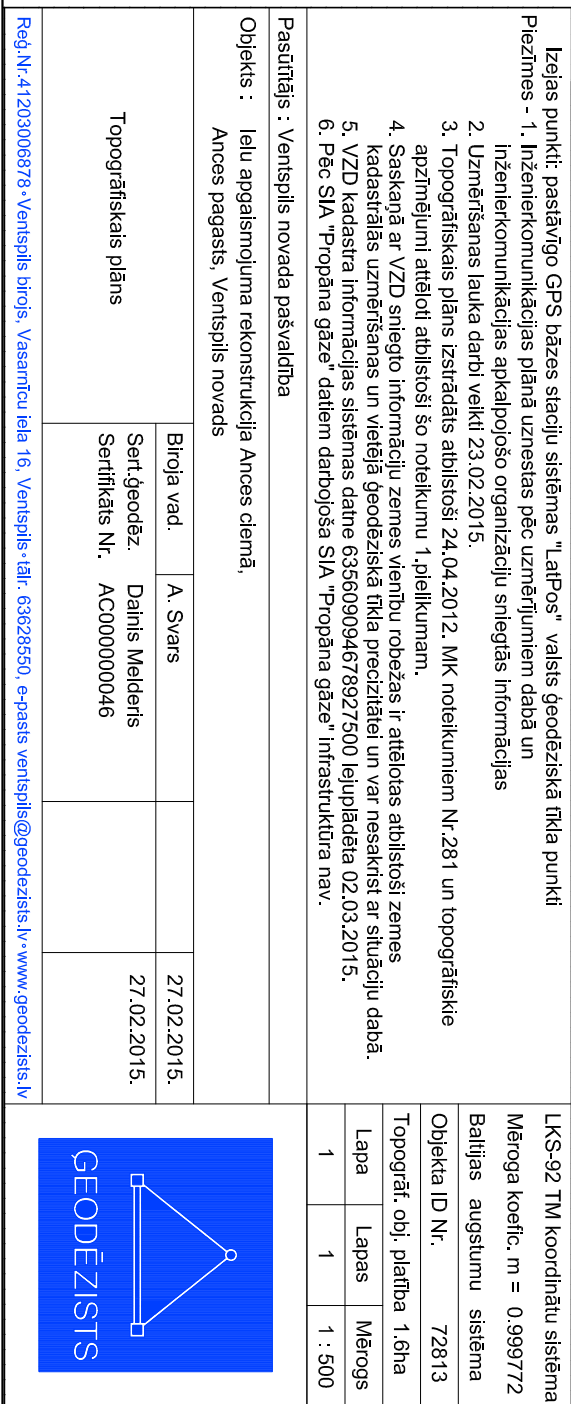 Izejas punkti: pastāvīgo GPS bāzes staciju sistēmas "LatPos" valsts ģeodēziskā tīkla punkti
Piezīmes - 1. Inženierkomunikācijas plānā uznestas pēc uzmērījumiem dabā un
inženierkomunikācijas apkalpojošo organizāciju sniegtās informācijas
2. Uzmērīšanas lauka darbi veikti 23.02.2015.
3. Topogrāfiskais plāns izstrādāts atbilstoši 24.04.2012. MK noteikumiem Nr.281 un topogrāfiskie
apzīmējumi attēloti atbilstoši šo noteikumu 1.pielikumam.
4. Saskaņā ar VZD sniegto informāciju zemes vienību robežas ir attēlotas atbilstoši zemes
kadastrālās uzmērīšanas un vietējā ģeodēziskā tīkla precizitātei un var nesakrist ar situāciju dabā.
5. VZD kadastra informācijas sistēmas datne 635609094678927500 lejuplādēta 02.03.2015.
6. Pēc SIA "Propāna gāze" datiem darbojoša SIA "Propāna gāze" infrastruktūra nav.
LKS-92 TM koordinātu sistēma
Mēroga koefic. m = 0.999772
Baltijas augstumu sistēma
Objekta ID Nr. 72813
Topogrāf. obj. platība 1.6ha
Lapa Lapas Mērogs
1 1 1 : 500
Pasūtītājs : Ventspils novada pašvaldība
Objekts : Ielu apgaismojuma rekonstrukcija Ances ciemā,
Ances pagasts, Ventspils novads
Topogrāfiskais plāns
Biroja vad. A. Svars 27.02.2015.
Sert.ģeodēz. Dainis Melderis 27.02.2015.
Sertifikāts Nr. AC000000046
ĢEODĒZISTS
Reģ.Nr.41203006878•Ventspils birojs, Vasarnīcu iela 16, Ventspils•tālr. 63628550, e-pasts ventspils@geodezists.lv•www.geodezists.lv